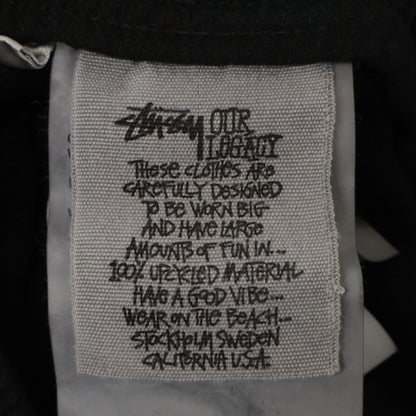 Stüssy OUR
LEGACY
THESE CLOTHES ARE
CAREFULLY DESIGNED
TO BE WORN BIG
AND HAVE LARGE
AMOUNTS OF FUN IN...
100% UPCYCLED MATERIAL
HAVE A GOOD VIBE...
WEAR ON THE BEACH...
STOCKHOLM SWEDEN
CALIFORNIA U.S.A.